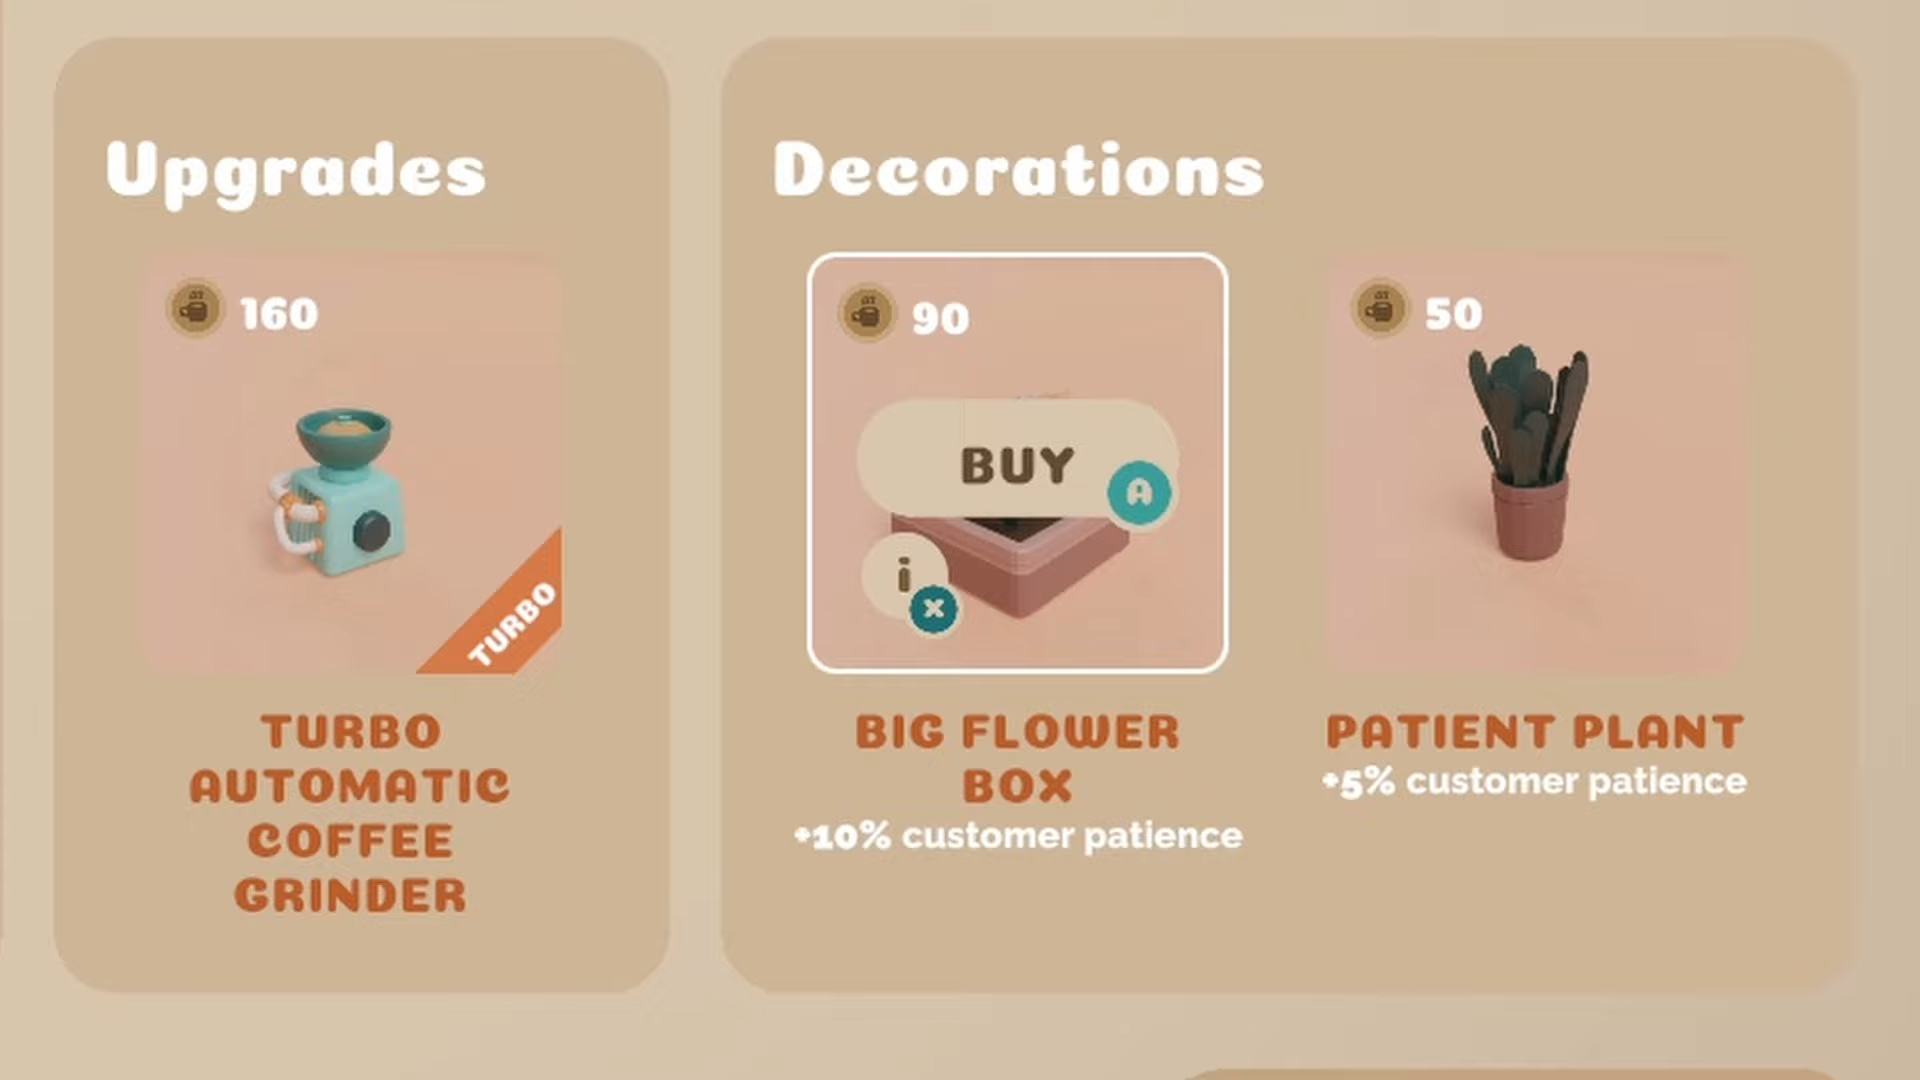 Upgrades
160
TURBO
TURBO
AUTOMATIC
COFFEE
GRINDER
Decorations
90
BUY
A
i
X
BIG FLOWER
BOX
+10% customer patience
50
PATIENT PLANT
+5% customer patience